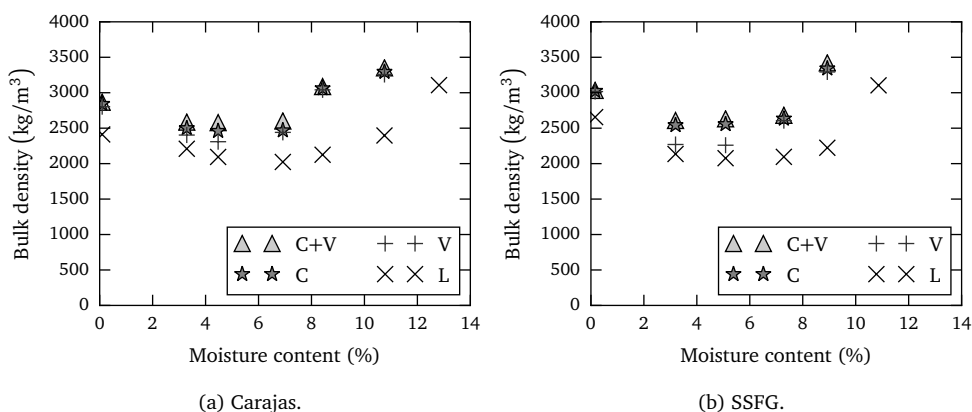 4000
3500
3000
2500
2000
1500
1000
500
0
0 2 4 6 8 10 12 14
Bulk density (kg/m³)
Moisture content (%)
C+V V
C L
(a) Carajas.
4000
3500
3000
2500
2000
1500
1000
500
0
0 2 4 6 8 10 12 14
Bulk density (kg/m³)
Moisture content (%)
C+V V
C L
(b) SSFG.